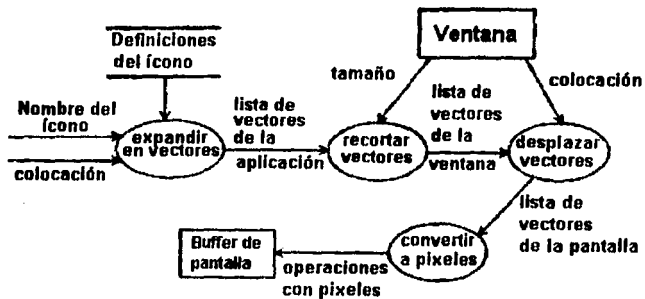 Definiciones
del ícono
Ventana
Nombre del
ícono
colocación
expandir
en vectores
lista de
vectores
de la
aplicación
tamaño
recortar
vectores
lista de
vectores
de la
ventana
colocación
desplazar
vectores
lista de
vectores
de la pantalla
convertir
a pixeles
operaciones
con pixeles
Buffer de
pantalla